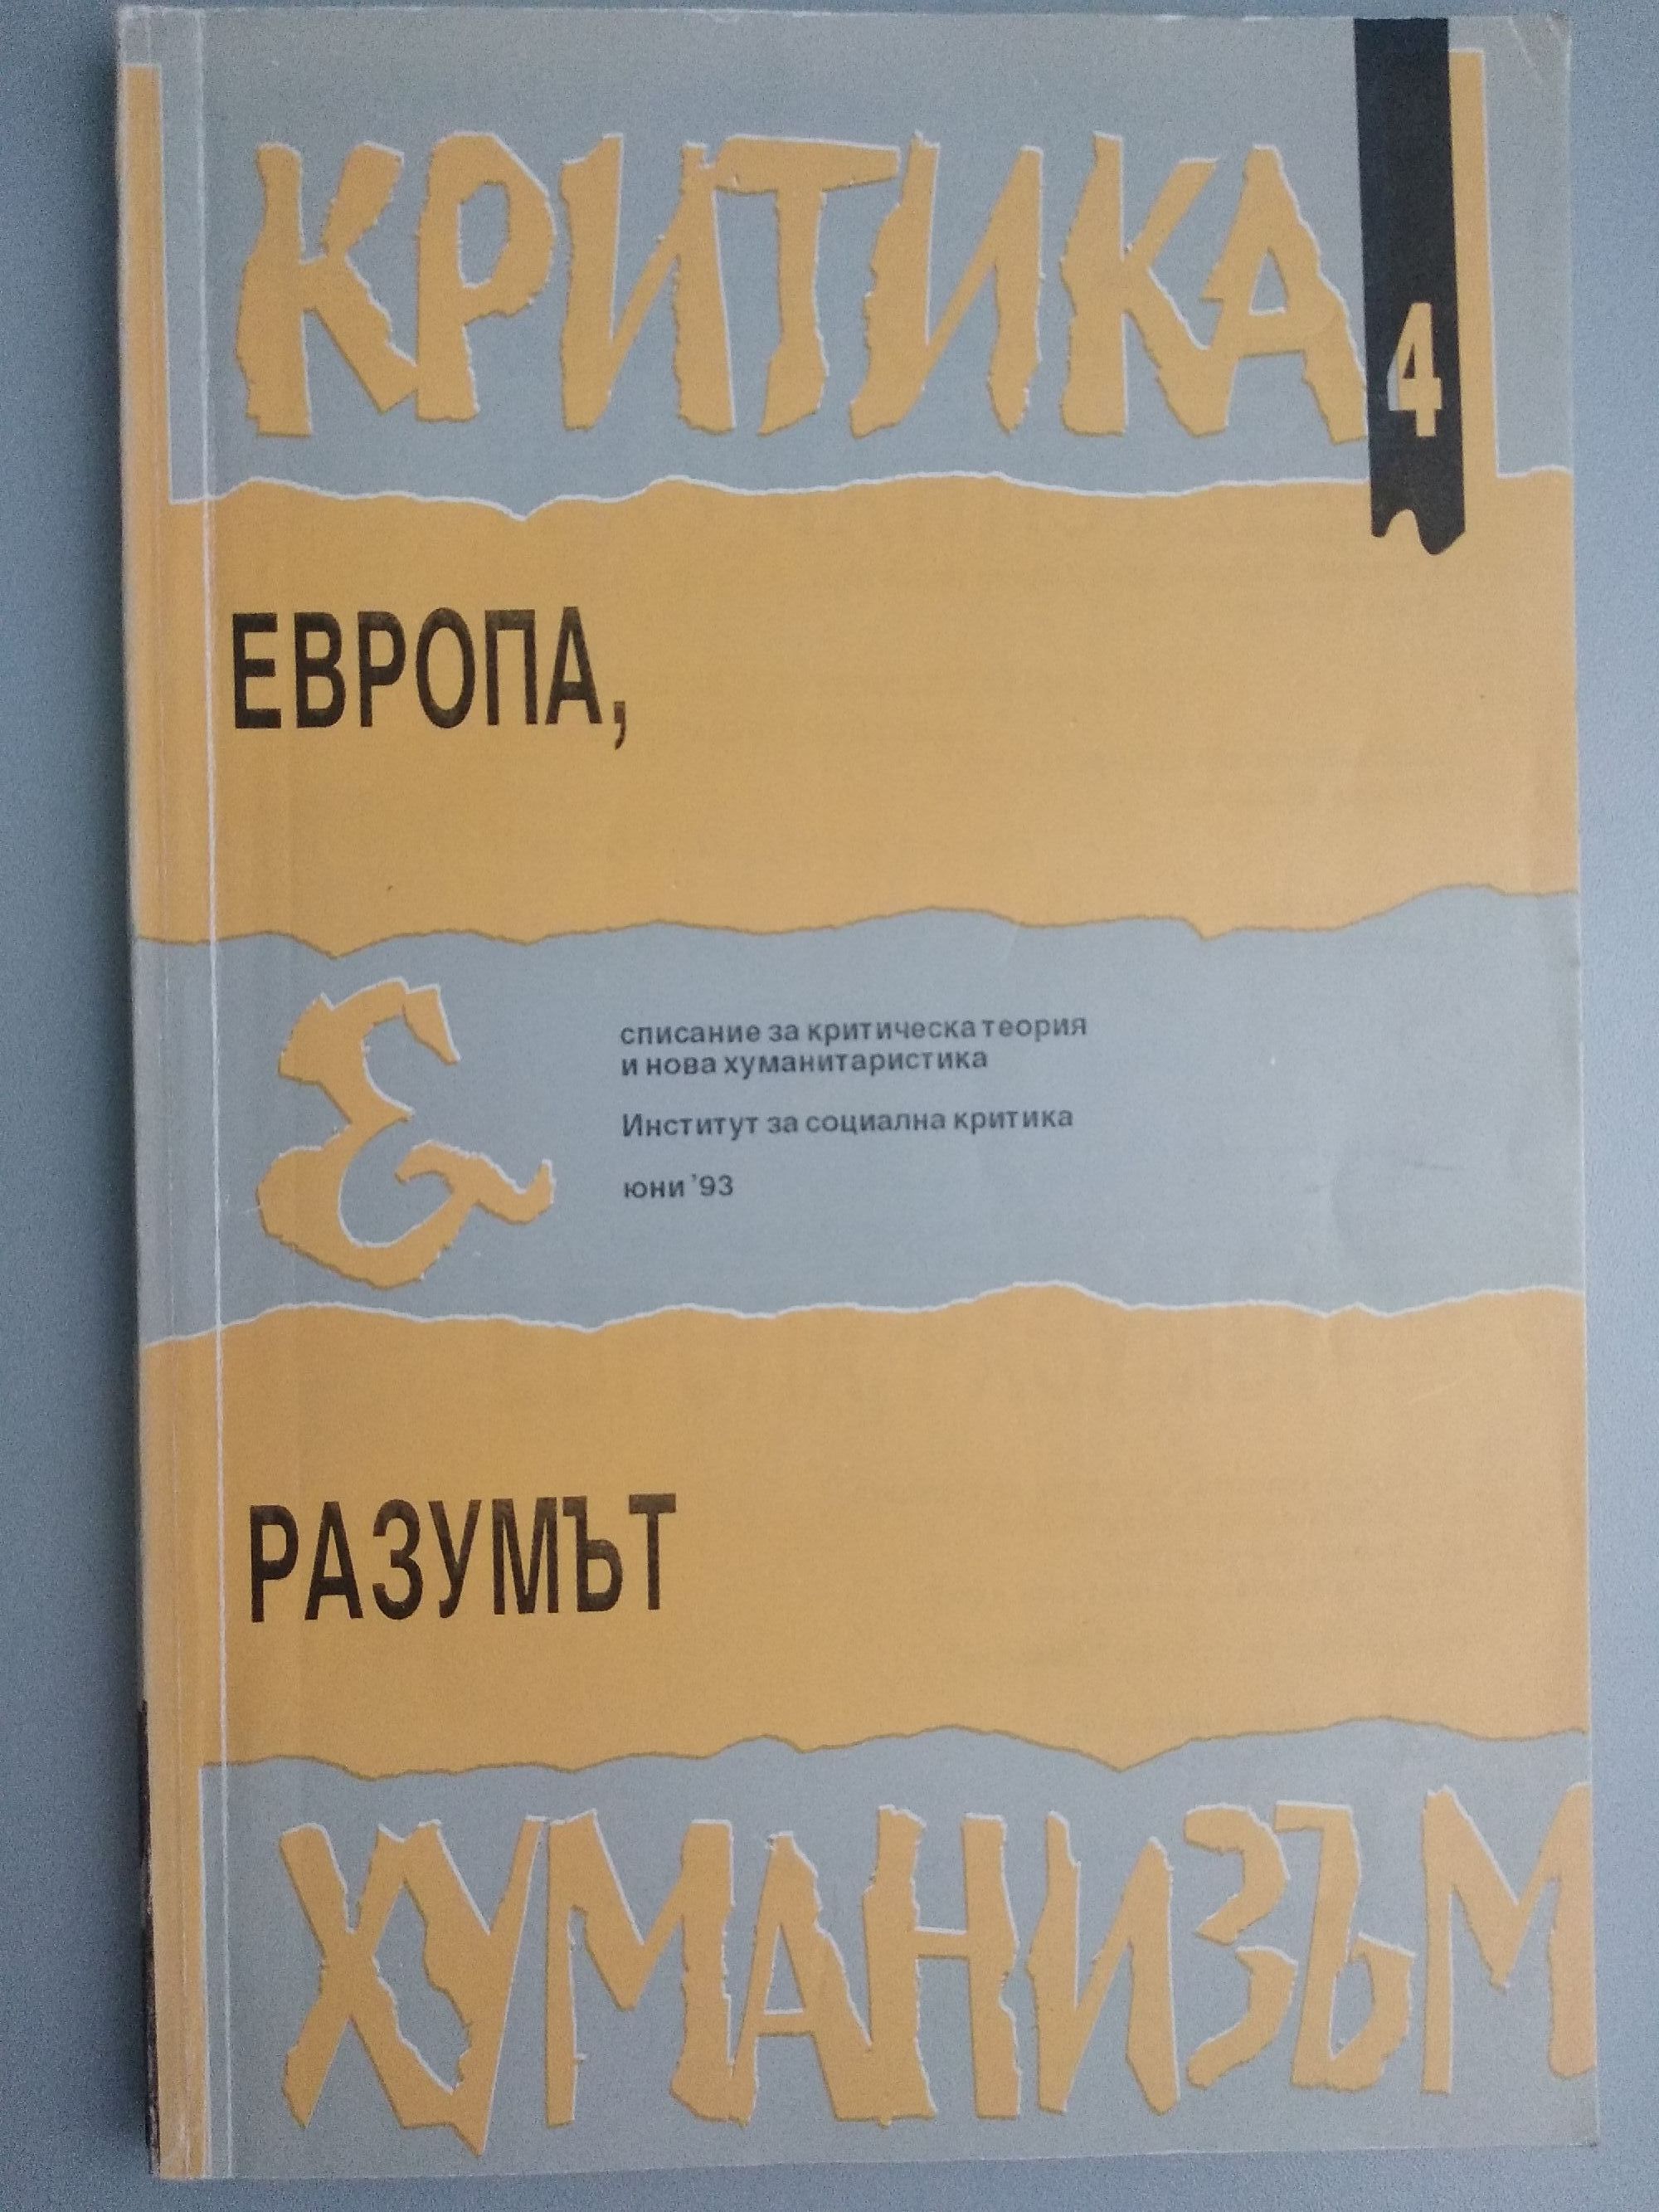 КРИТИКА
4
ЕВРОПА,
&
списание за критическа теория
и нова хуманитаристика
Институт за социална критика
юни '93
РАЗУМЪТ
ХУМАНИЗЪМ